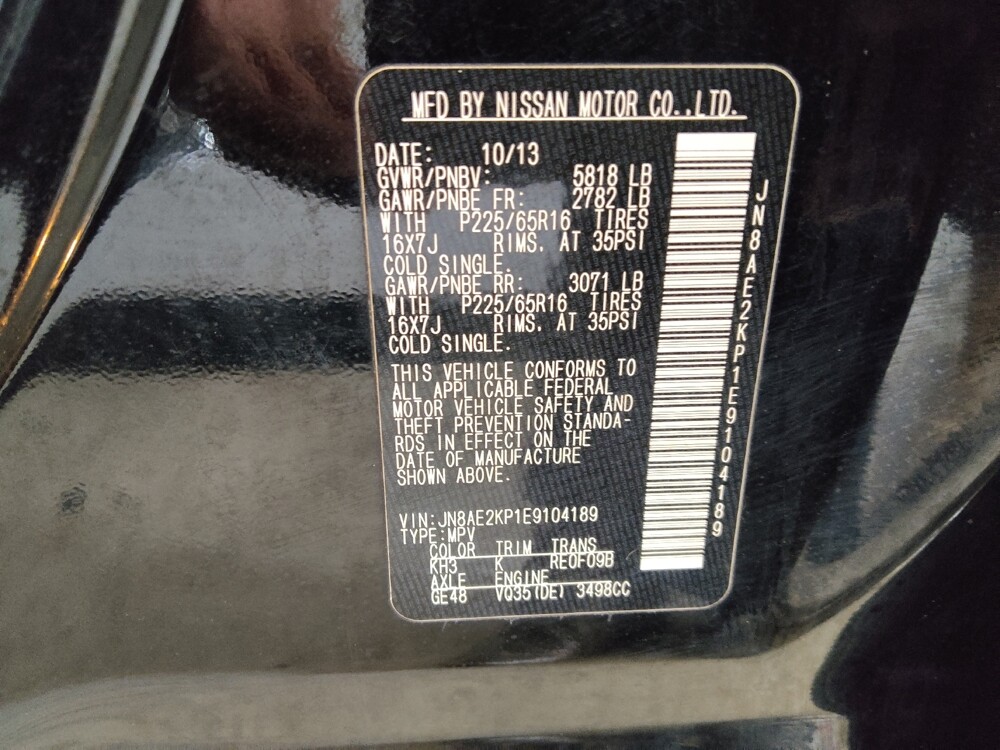 MFD BY NISSAN MOTOR CO.,LTD.
DATE: 10/13
GVWR/PNBV: 5818 LB
GAWR/PNBE FR: 2782 LB
WITH P225/65R16 TIRES
16X7J RIMS. AT 35PSI
COLD SINGLE.
GAWR/PNBE RR: 3071 LB
WITH P225/65R16 TIRES
16X7J RIMS. AT 35PSI
COLD SINGLE.
THIS VEHICLE CONFORMS TO
ALL APPLICABLE FEDERAL
MOTOR VEHICLE SAFETY AND
THEFT PREVENTION STANDA-
RDS IN EFFECT ON THE
DATE OF MANUFACTURE
SHOWN ABOVE.
VIN:JN8AE2KP1E9104189
TYPE:MPV
COLOR TRIM TRANS
KH3 K RE0F09B
AXLE ENGINE
GE48 VQ35(DE) 3498CC
JN8AE2KP1E9104189